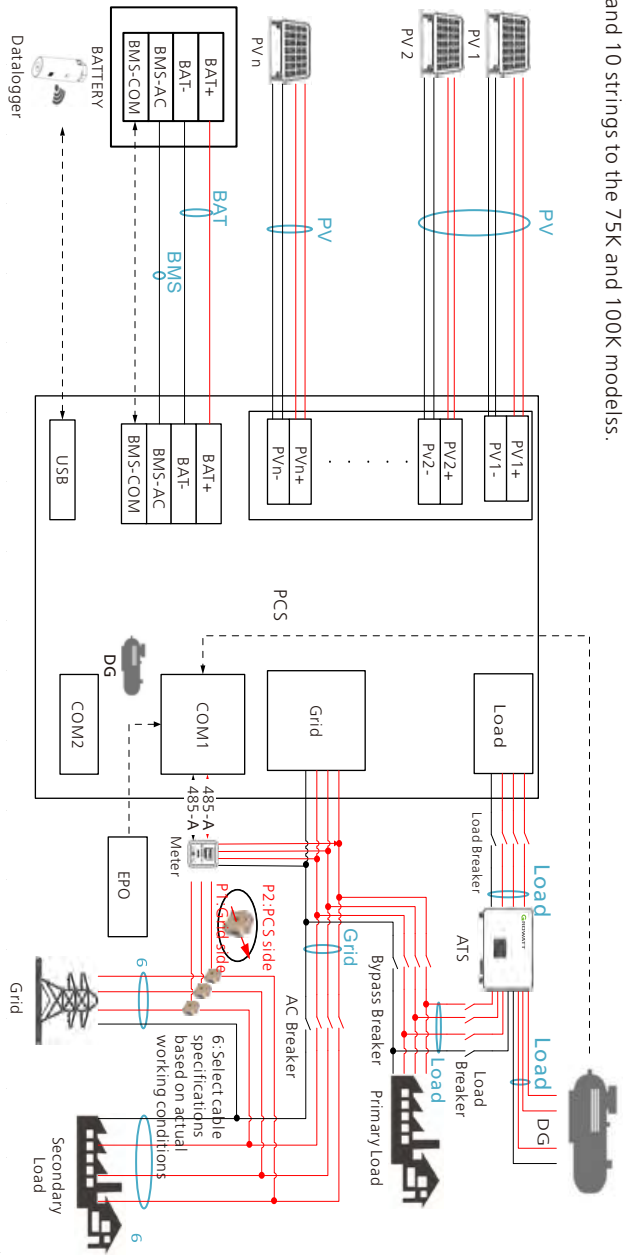 and 10 strings to the 75K and 100K modelss.
PV 1
PV 2
PV n
PV
PV
BATTERY
BAT+
BAT-
BMS-AC
BMS-COM
BAT
BMS
Datalogger
PV1+
PV1-
PV2+
Pv2-
. . . . . .
PVn+
PVn-
BAT+
BAT-
BMS-AC
BMS-COM
USB
PCS
DG
Load
Grid
COM1
COM2
485-A
485-A
EPO
Meter
Load Breaker
Load
GROWATT
ATS
Load
DG
Load
Breaker
Load
Bypass Breaker
Primary Load
Grid
AC Breaker
P2:PCS side
P1:Grid side
6
Grid
6:Select cable
specifications
based on actual
working conditions
Secondary
Load
6